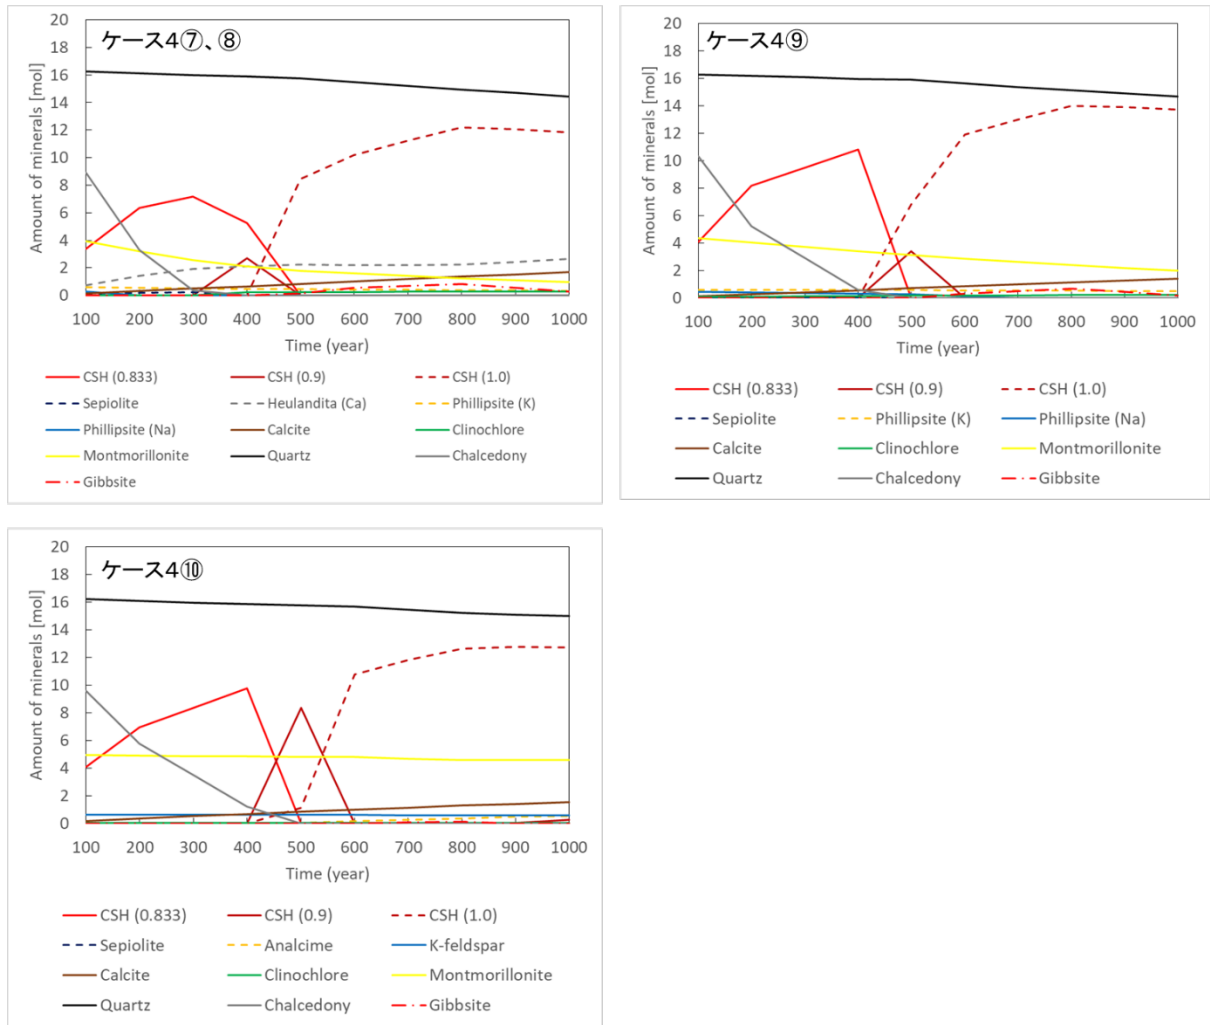 ケース4⑦、⑧
Amount of minerals [mol]
20
18
16
14
12
10
8
6
4
2
0
100 200 300 400 500 600 700 800 900 1000
Time (year)
CSH (0.833) CSH (0.9) CSH (1.0)
Sepiolite Heulandita (Ca) Phillipsite (K)
Phillipsite (Na) Calcite Clinochlore
Montmorillonite Quartz Chalcedony
Gibbsite
ケース4⑨
Amount of minerals [mol]
20
18
16
14
12
10
8
6
4
2
0
100 200 300 400 500 600 700 800 900 1000
Time (year)
CSH (0.833) CSH (0.9) CSH (1.0)
Sepiolite Phillipsite (K) Phillipsite (Na)
Calcite Clinochlore Montmorillonite
Quartz Chalcedony Gibbsite
ケース4⑩
Amount of minerals [mol]
20
18
16
14
12
10
8
6
4
2
0
100 200 300 400 500 600 700 800 900 1000
Time (year)
CSH (0.833) CSH (0.9) CSH (1.0)
Sepiolite Analcime K-feldspar
Calcite Clinochlore Montmorillonite
Quartz Chalcedony Gibbsite